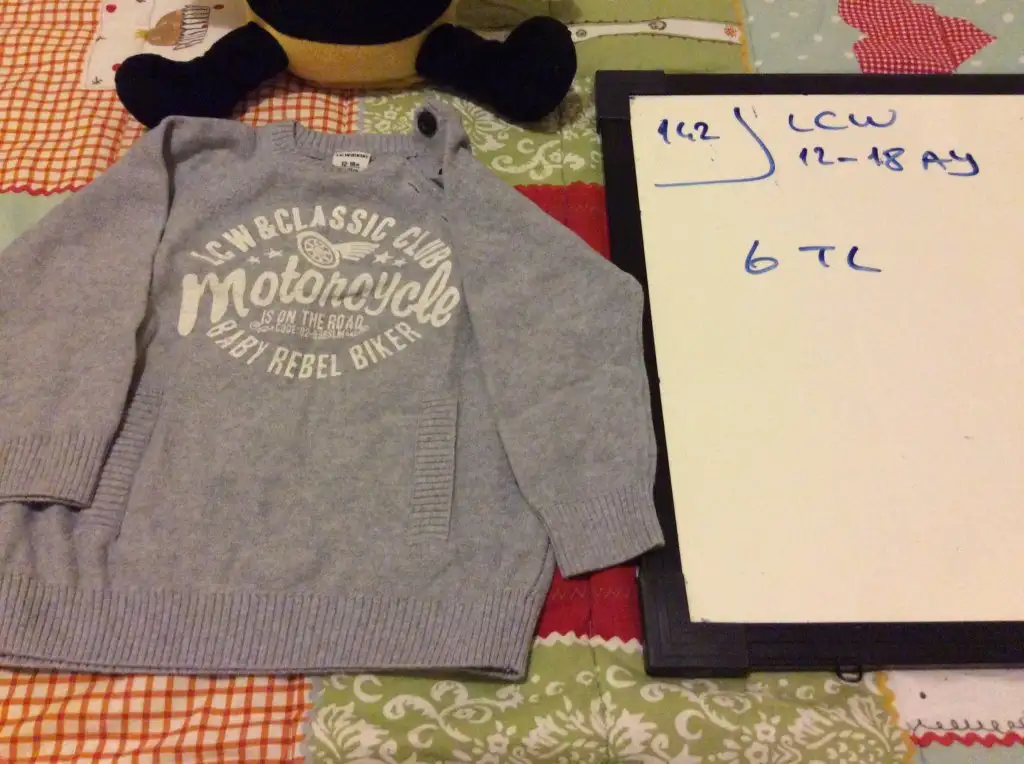 LCW & CLASSIC CLUB
Motorcycle
IS ON THE ROAD
BABY REBEL BIKER
142
LCW
12-18 AY
6 TL